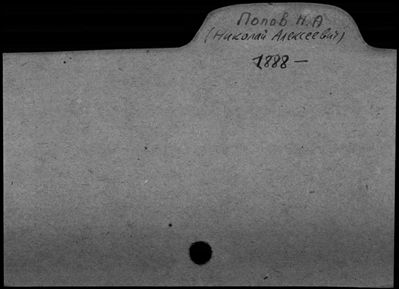 Попов Н.А
(Николай Алексеевич)
1888 —